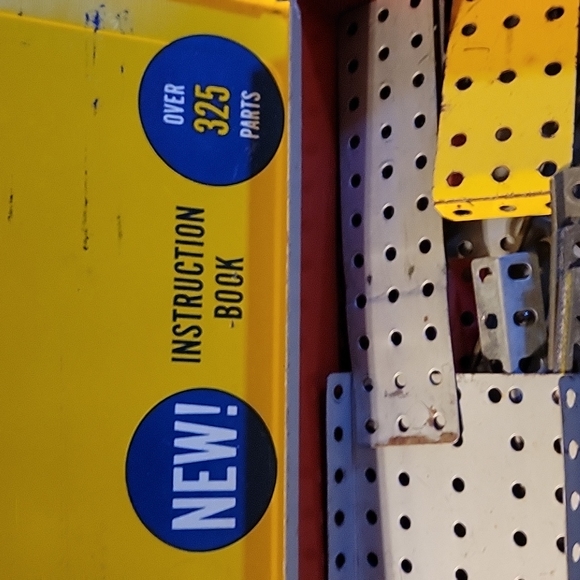 NEW!
INSTRUCTION
BOOK
OVER
325
PARTS